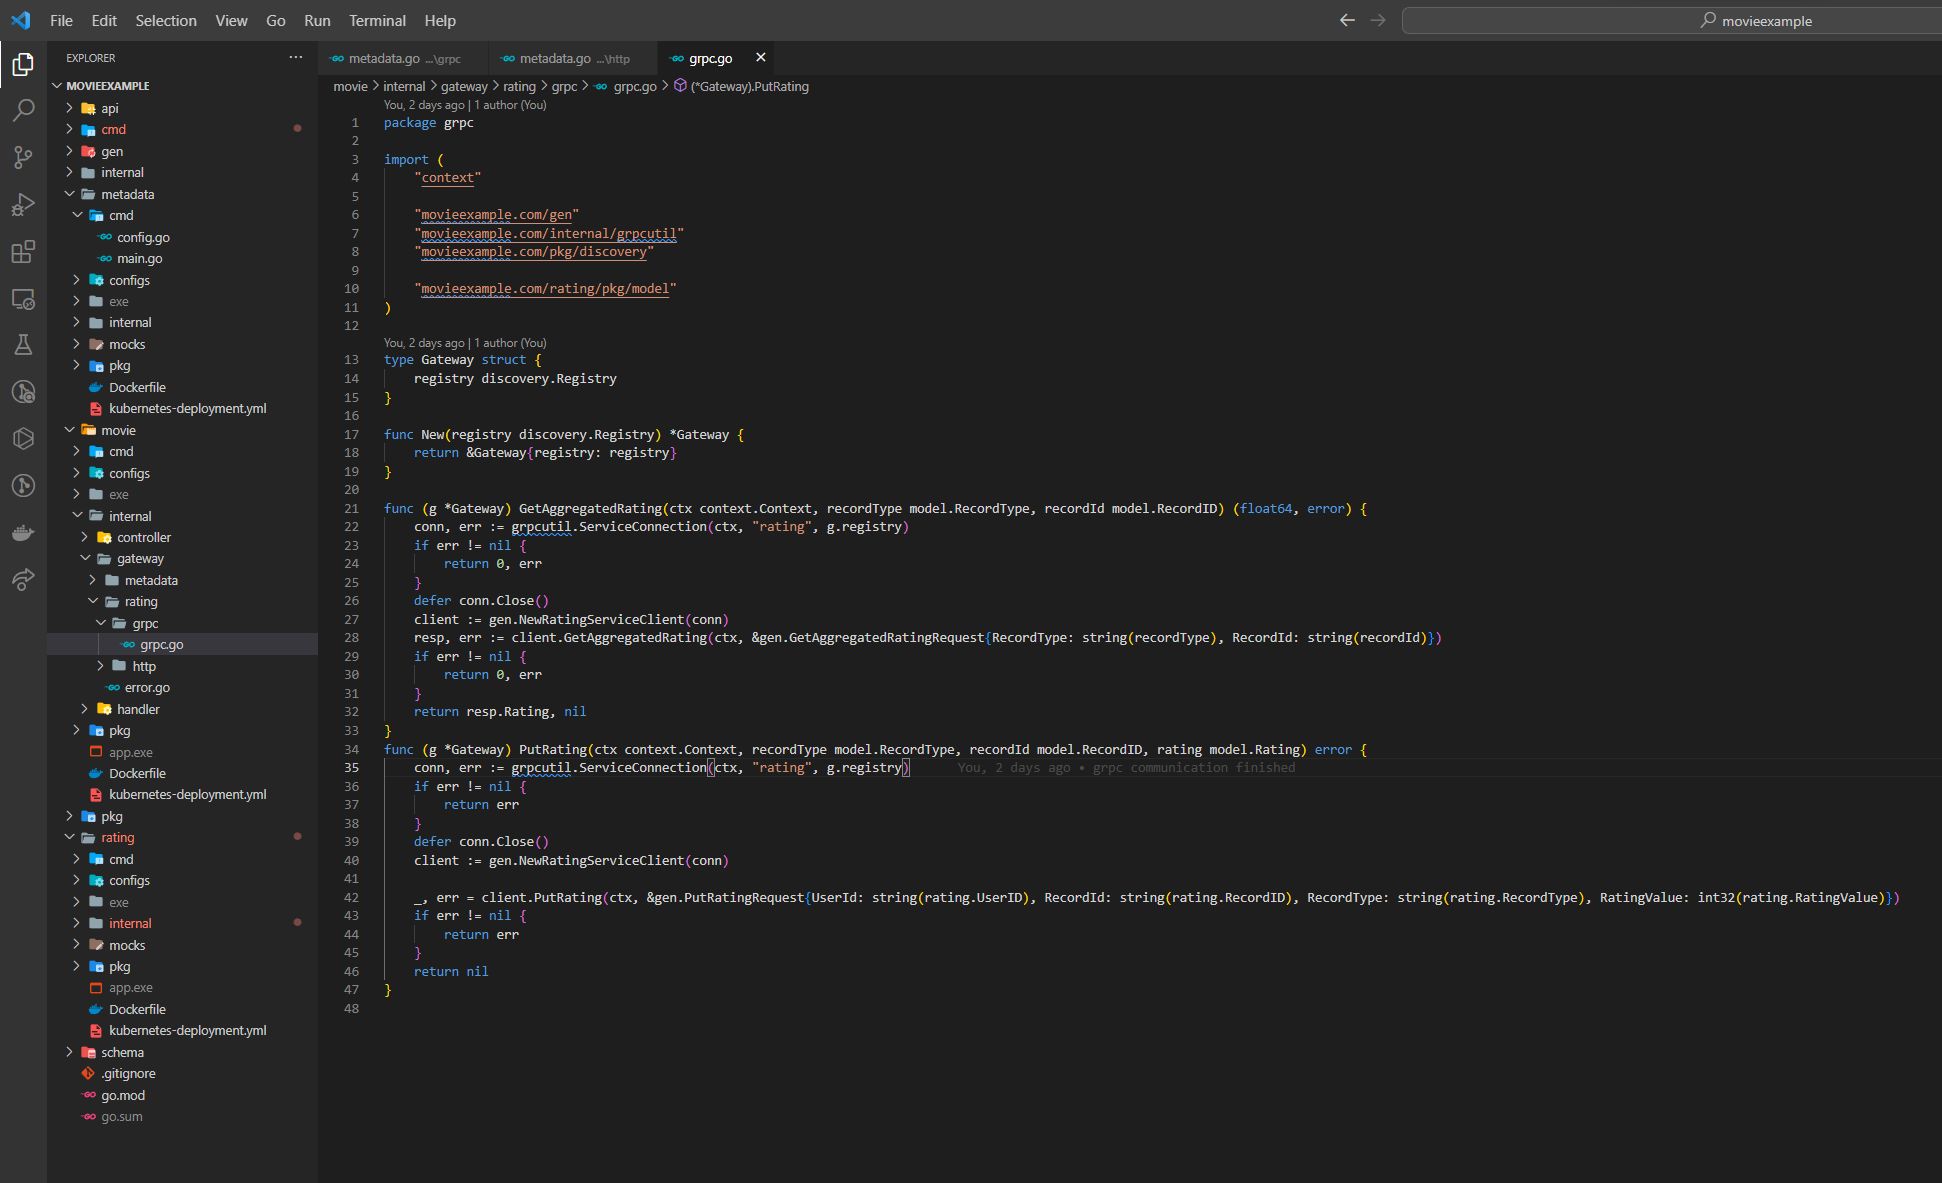 File Edit Selection View Go Run Terminal Help
movieexample
EXPLORER
MOVIEEXAMPLE
api
cmd
gen
internal
metadata
cmd
config.go
main.go
configs
exe
internal
mocks
pkg
Dockerfile
kubernetes-deployment.yml
movie
cmd
configs
exe
internal
controller
gateway
metadata
rating
grpc
grpc.go
http
error.go
handler
pkg
app.exe
Dockerfile
kubernetes-deployment.yml
pkg
rating
cmd
configs
exe
internal
mocks
pkg
app.exe
Dockerfile
kubernetes-deployment.yml
schema
.gitignore
go.mod
go.sum
metadata.go ...\grpc metadata.go ...\http grpc.go
movie > internal > gateway > rating > grpc > grpc.go > (*Gateway).PutRating
You, 2 days ago | 1 author (You)
1 package grpc
2
3 import (
4 "context"
5
6 "movieexample.com/gen"
7 "movieexample.com/internal/grpcutil"
8 "movieexample.com/pkg/discovery"
9
10 "movieexample.com/rating/pkg/model"
11 )
12
You, 2 days ago | 1 author (You)
13 type Gateway struct {
14 registry discovery.Registry
15 }
16
17 func New(registry discovery.Registry) *Gateway {
18 return &Gateway{registry: registry}
19 }
20
21 func (g *Gateway) GetAggregatedRating(ctx context.Context, recordType model.RecordType, recordId model.RecordID) (float64, error) {
22 conn, err := grpcutil.ServiceConnection(ctx, "rating", g.registry)
23 if err != nil {
24 return 0, err
25 }
26 defer conn.Close()
27 client := gen.NewRatingServiceClient(conn)
28 resp, err := client.GetAggregatedRating(ctx, &gen.GetAggregatedRatingRequest{RecordType: string(recordType), RecordId: string(recordId)})
29 if err != nil {
30 return 0, err
31 }
32 return resp.Rating, nil
33 }
34 func (g *Gateway) PutRating(ctx context.Context, recordType model.RecordType, recordId model.RecordID, rating model.Rating) error {
35 conn, err := grpcutil.ServiceConnection(ctx, "rating", g.registry) You, 2 days ago • grpc communication finished
36 if err != nil {
37 return err
38 }
39 defer conn.Close()
40 client := gen.NewRatingServiceClient(conn)
41
42 _, err = client.PutRating(ctx, &gen.PutRatingRequest{UserId: string(rating.UserID), RecordId: string(rating.RecordID), RecordType: string(rating.RecordType), RatingValue: int32(rating.RatingValue)})
43 if err != nil {
44 return err
45 }
46 return nil
47 }
48